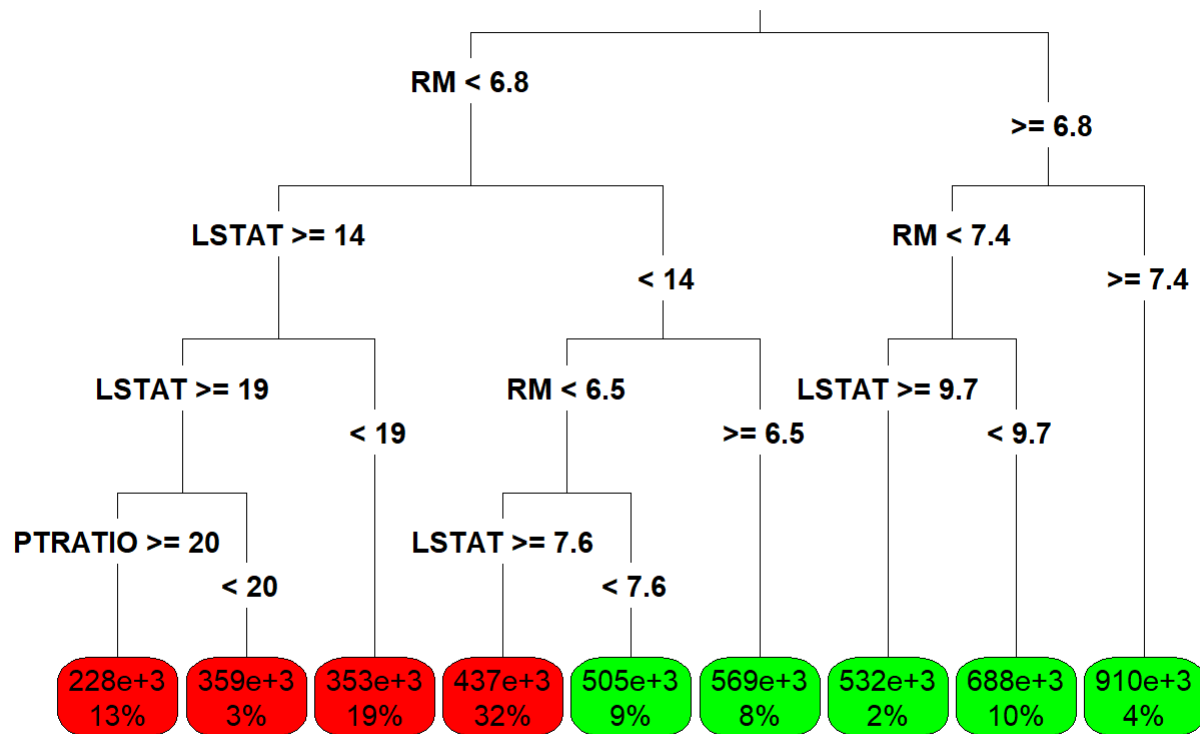 RM < 6.8
>= 6.8
LSTAT >= 14
RM < 7.4
< 14
>= 7.4
LSTAT >= 19
RM < 6.5
LSTAT >= 9.7
< 19
>= 6.5
< 9.7
PTRATIO >= 20
LSTAT >= 7.6
< 20
< 7.6
228e+3
13%
359e+3
3%
353e+3
19%
437e+3
32%
505e+3
9%
569e+3
8%
532e+3
2%
688e+3
10%
910e+3
4%